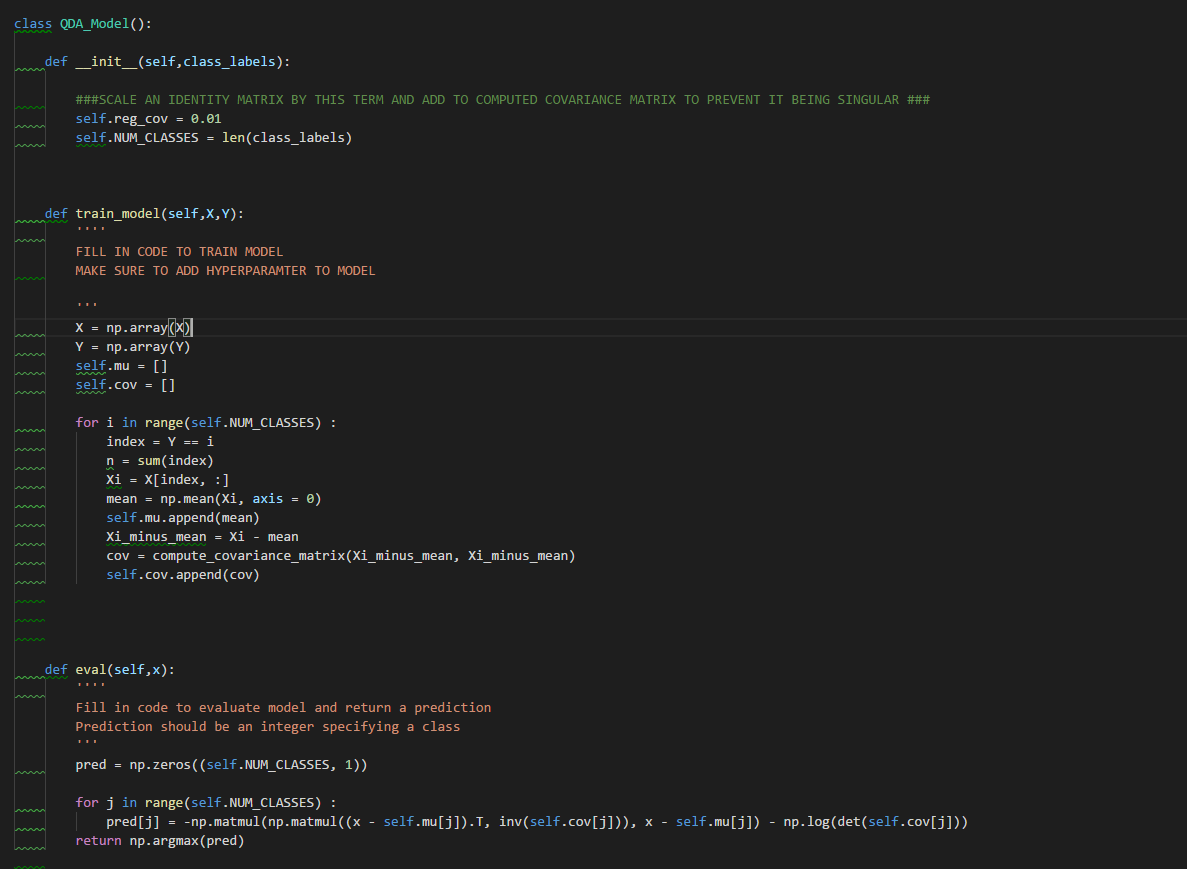 class QDA_Model():
def __init__(self,class_labels):
###SCALE AN IDENTITY MATRIX BY THIS TERM AND ADD TO COMPUTED COVARIANCE MATRIX TO PREVENT IT BEING SINGULAR ###
self.reg_cov = 0.01
self.NUM_CLASSES = len(class_labels)
def train_model(self,X,Y):
''''
FILL IN CODE TO TRAIN MODEL
MAKE SURE TO ADD HYPERPARAMTER TO MODEL
'''
X = np.array(X)
Y = np.array(Y)
self.mu = []
self.cov = []
for i in range(self.NUM_CLASSES) :
index = Y == i
n = sum(index)
Xi = X[index, :]
mean = np.mean(Xi, axis = 0)
self.mu.append(mean)
Xi_minus_mean = Xi - mean
cov = compute_covariance_matrix(Xi_minus_mean, Xi_minus_mean)
self.cov.append(cov)
def eval(self,x):
''''
Fill in code to evaluate model and return a prediction
Prediction should be an integer specifying a class
'''
pred = np.zeros((self.NUM_CLASSES, 1))
for j in range(self.NUM_CLASSES) :
pred[j] = -np.matmul(np.matmul((x - self.mu[j]).T, inv(self.cov[j])), x - self.mu[j]) - np.log(det(self.cov[j]))
return np.argmax(pred)